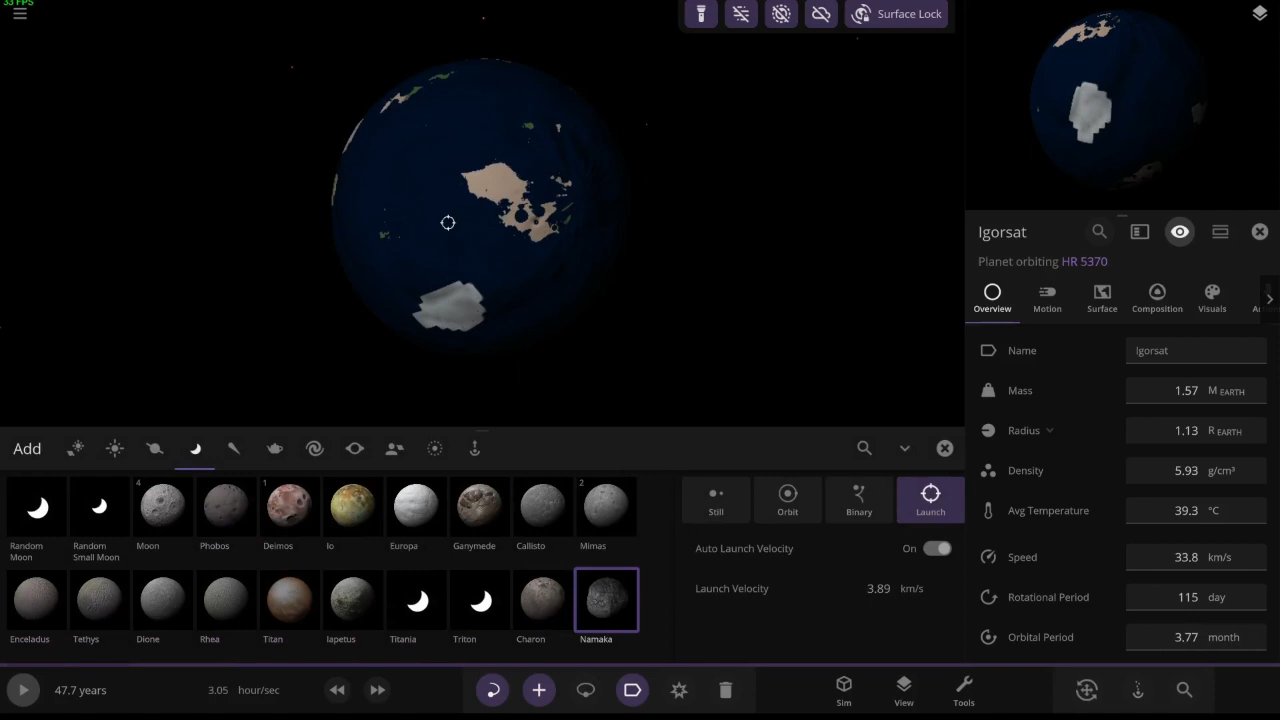 33 FPS
Surface Lock
Igorsat
Planet orbiting HR 5370
Overview
Motion
Surface
Composition
Visuals
Name
Igorsat
Mass
1.57 M EARTH
Radius
1.13 R EARTH
Density
5.93 g/cm³
Avg Temperature
39.3 °C
Speed
33.8 km/s
Rotational Period
115 day
Orbital Period
3.77 month
Add
4
1
2
Random Moon
Random Small Moon
Moon
Phobos
Deimos
Io
Europa
Ganymede
Callisto
Mimas
Enceladus
Tethys
Dione
Rhea
Titan
Iapetus
Titania
Triton
Charon
Namaka
Still
Orbit
Binary
Launch
Auto Launch Velocity
On
Launch Velocity
3.89 km/s
47.7 years
3.05 hour/sec
Sim
View
Tools